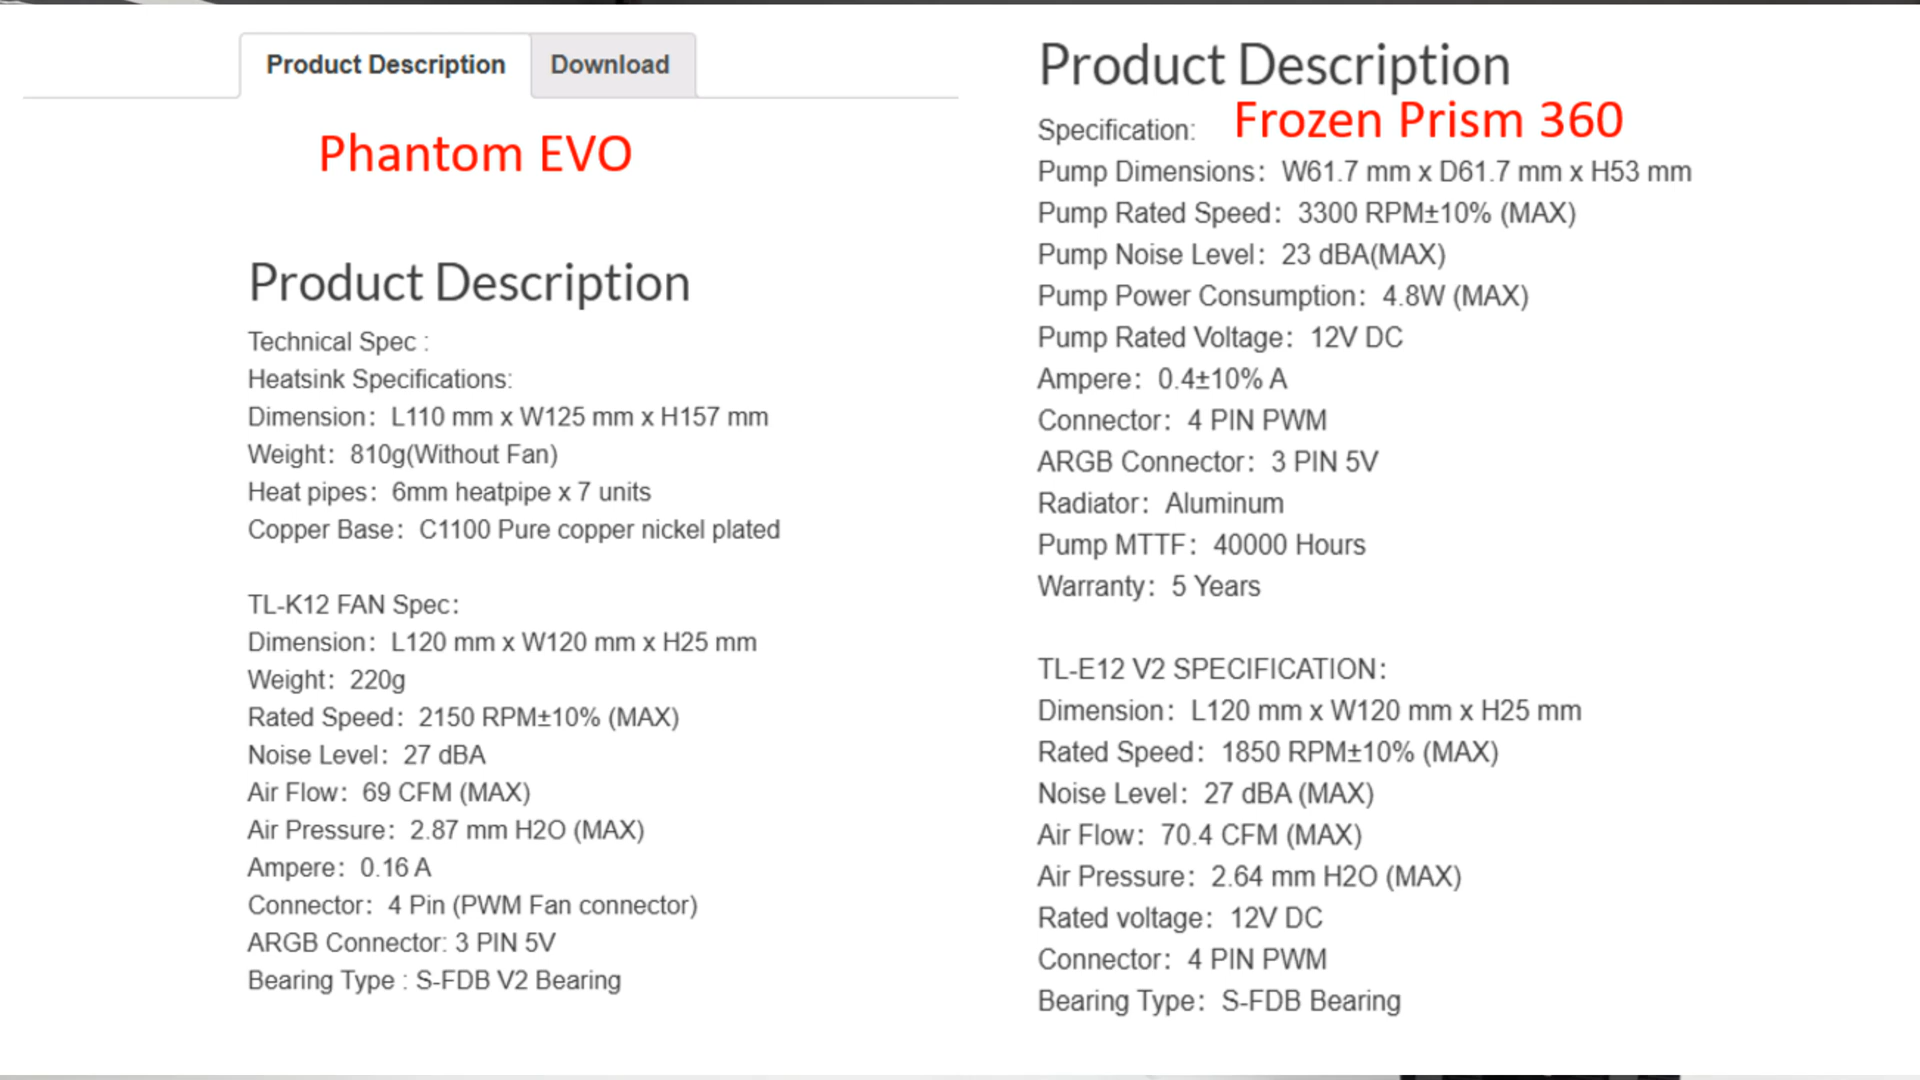 Product Description
Download
Phantom EVO
Product Description
Technical Spec :
Heatsink Specifications:
Dimension： L110 mm x W125 mm x H157 mm
Weight： 810g(Without Fan)
Heat pipes： 6mm heatpipe x 7 units
Copper Base： C1100 Pure copper nickel plated
TL-K12 FAN Spec：
Dimension： L120 mm x W120 mm x H25 mm
Weight： 220g
Rated Speed： 2150 RPM±10% (MAX)
Noise Level： 27 dBA
Air Flow： 69 CFM (MAX)
Air Pressure： 2.87 mm H2O (MAX)
Ampere： 0.16 A
Connector： 4 Pin (PWM Fan connector)
ARGB Connector: 3 PIN 5V
Bearing Type : S-FDB V2 Bearing
Product Description
Frozen Prism 360
Specification:
Pump Dimensions： W61.7 mm x D61.7 mm x H53 mm
Pump Rated Speed： 3300 RPM±10% (MAX)
Pump Noise Level： 23 dBA(MAX)
Pump Power Consumption： 4.8W (MAX)
Pump Rated Voltage： 12V DC
Ampere： 0.4±10% A
Connector： 4 PIN PWM
ARGB Connector： 3 PIN 5V
Radiator： Aluminum
Pump MTTF： 40000 Hours
Warranty： 5 Years
TL-E12 V2 SPECIFICATION：
Dimension： L120 mm x W120 mm x H25 mm
Rated Speed： 1850 RPM±10% (MAX)
Noise Level： 27 dBA (MAX)
Air Flow： 70.4 CFM (MAX)
Air Pressure： 2.64 mm H2O (MAX)
Rated voltage： 12V DC
Connector： 4 PIN PWM
Bearing Type： S-FDB Bearing